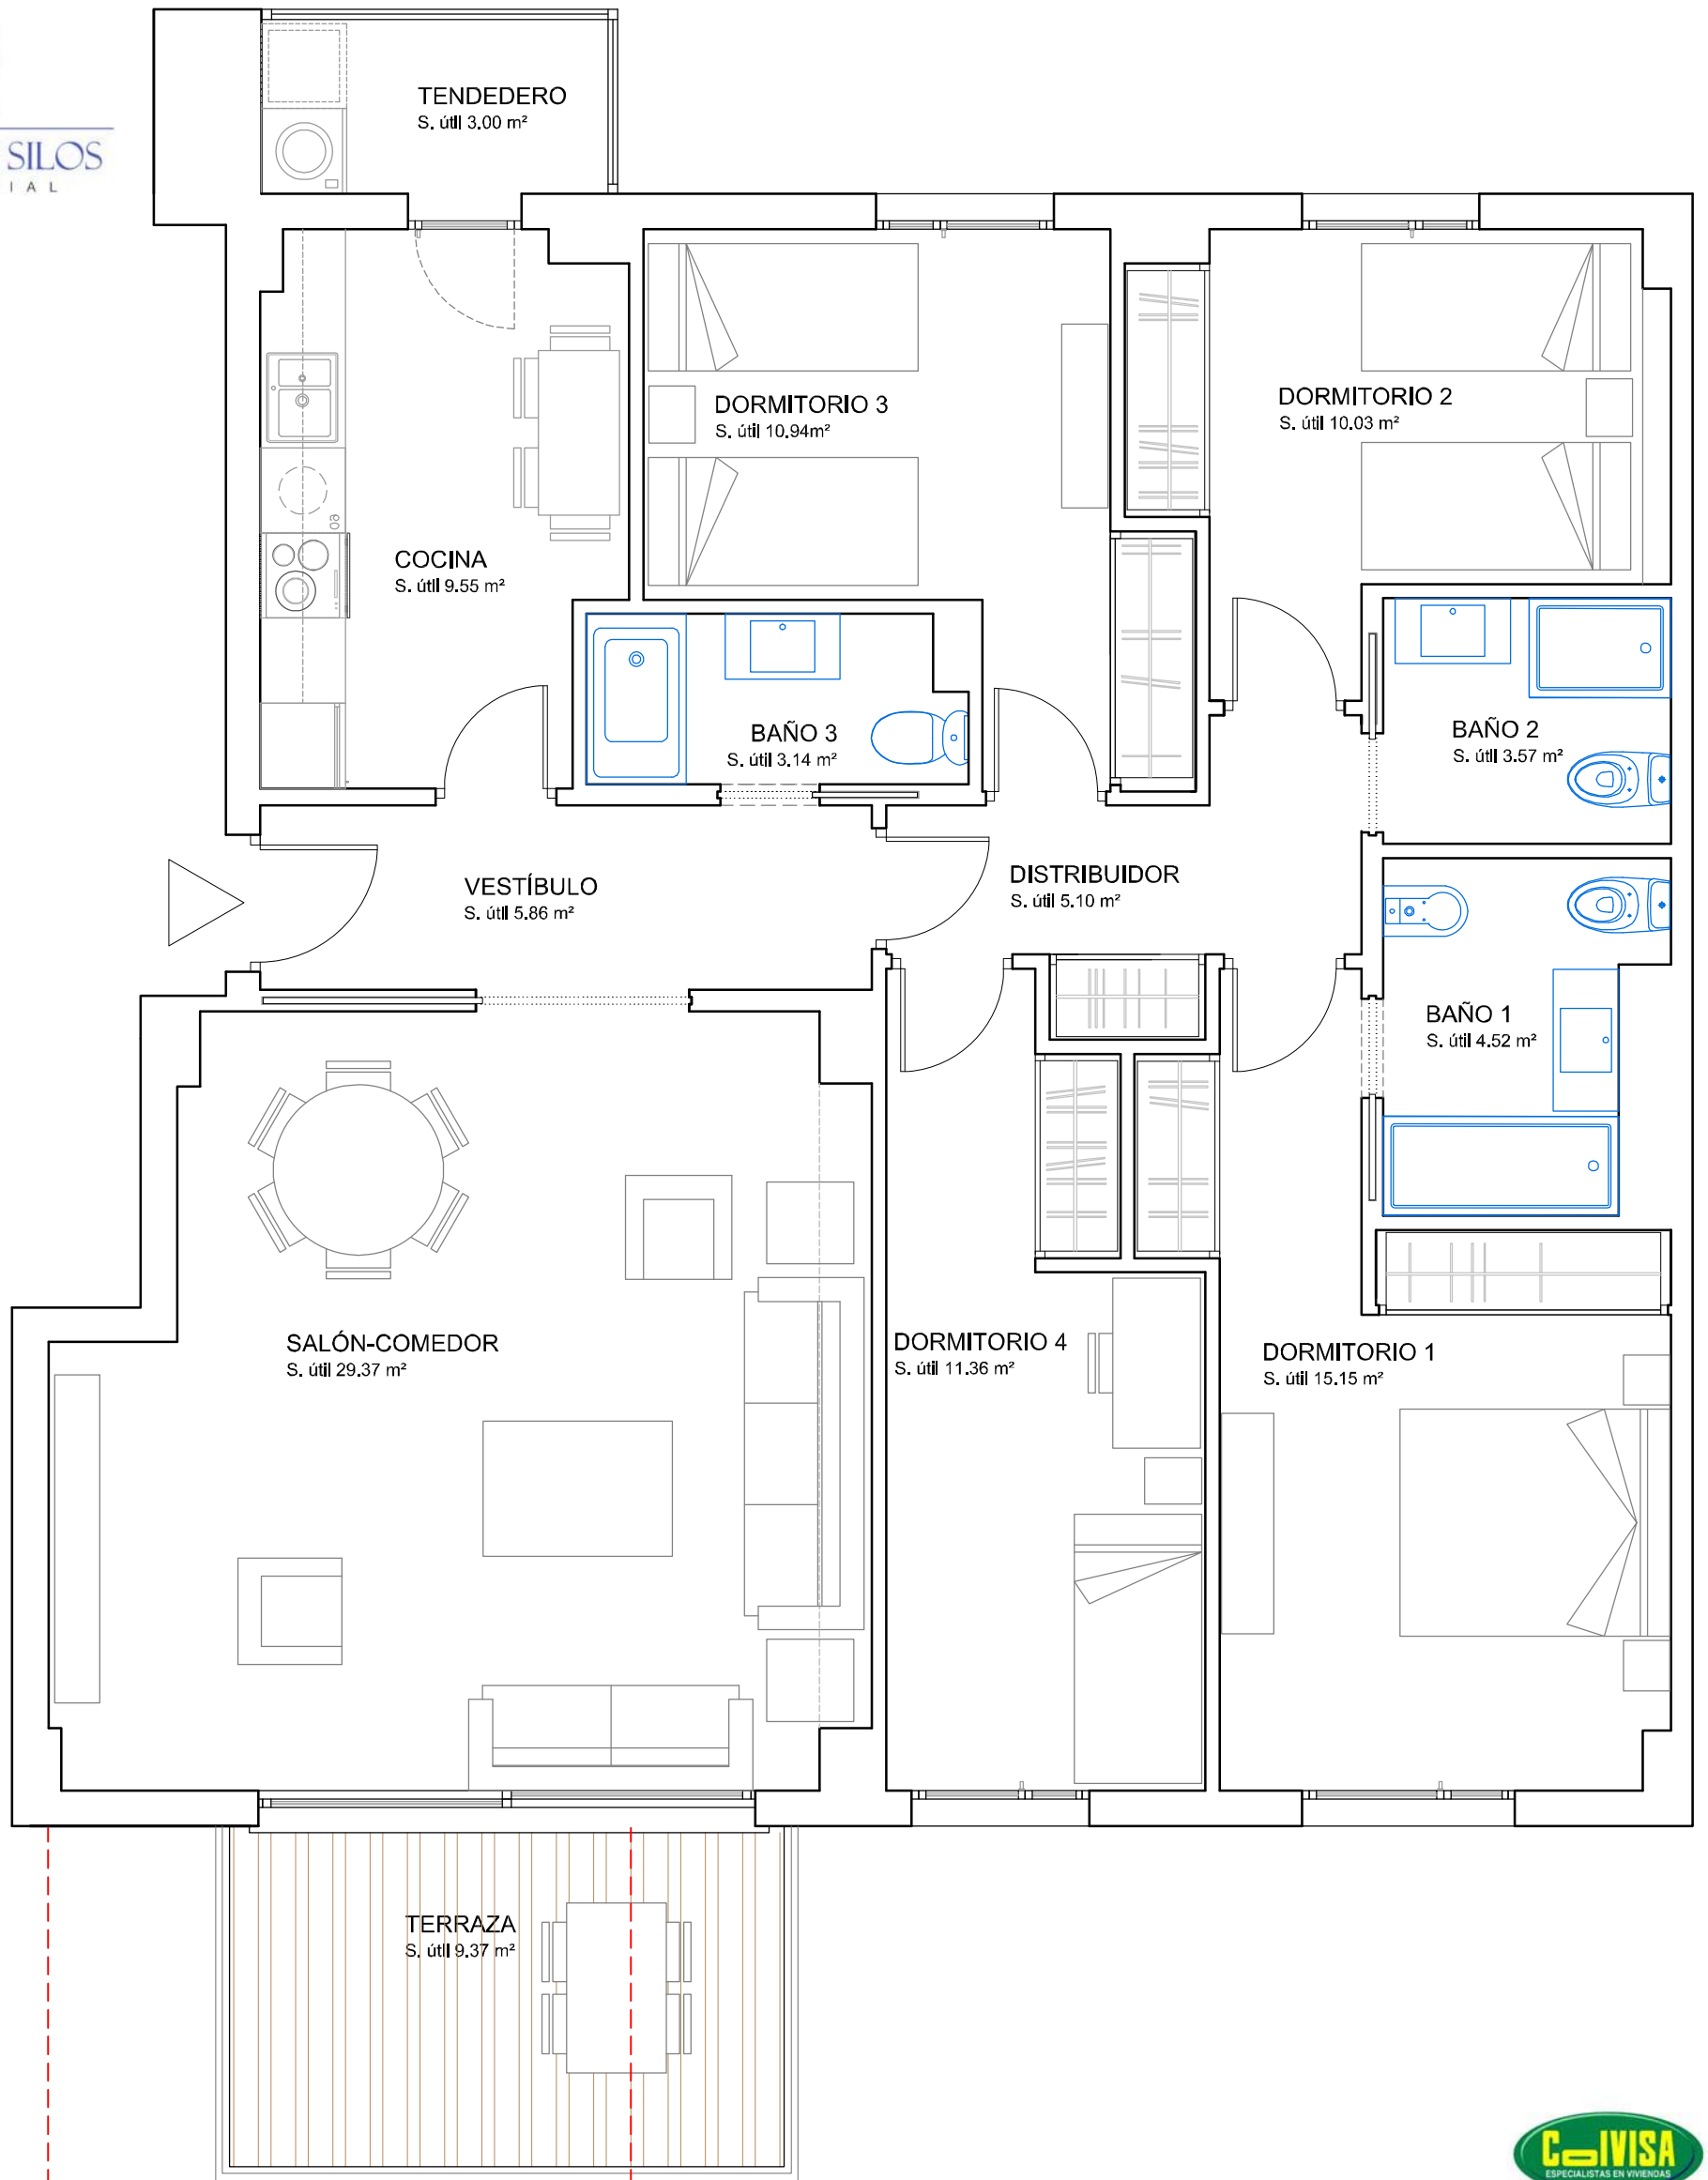 SILOS
I A L
TENDEDERO
S. útil 3.00 m²
DORMITORIO 3
S. útil 10.94m²
DORMITORIO 2
S. útil 10.03 m²
COCINA
S. útil 9.55 m²
60
BAÑO 3
S. útil 3.14 m²
BAÑO 2
S. útil 3.57 m²
VESTÍBULO
S. útil 5.86 m²
DISTRIBUIDOR
S. útil 5.10 m²
BAÑO 1
S. útil 4.52 m²
SALÓN-COMEDOR
S. útil 29.37 m²
DORMITORIO 4
S. útil 11.36 m²
DORMITORIO 1
S. útil 15.15 m²
TERRAZA
S. útil 9.37 m²
ESPECIALISTAS EN VIVIENDAS